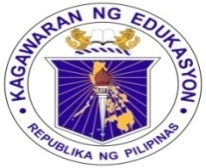 KAGAWARAN NG EDUKASYON
REPUBLIKA NG PILIPINAS